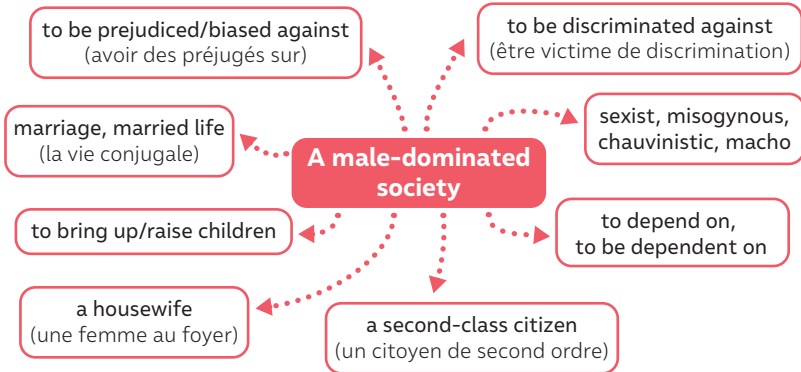 to be prejudiced/biased against
(avoir des préjugés sur)
to be discriminated against
(être victime de discrimination)
marriage, married life
(la vie conjugale)
sexist, misogynous,
chauvinistic, macho
A male-dominated
society
to bring up/raise children
to depend on,
to be dependent on
a housewife
(une femme au foyer)
a second-class citizen
(un citoyen de second ordre)